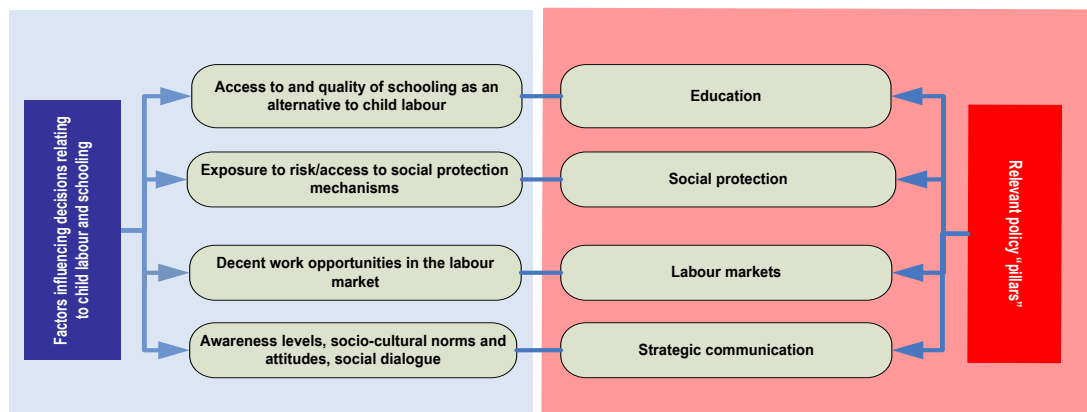 Factors influencing decisions relating
to child labour and schooling
Access to and quality of schooling as an
alternative to child labour
Exposure to risk/access to social protection
mechanisms
Decent work opportunities in the labour
market
Awareness levels, socio-cultural norms and
attitudes, social dialogue
Education
Social protection
Labour markets
Strategic communication
Relevant policy “pillars”